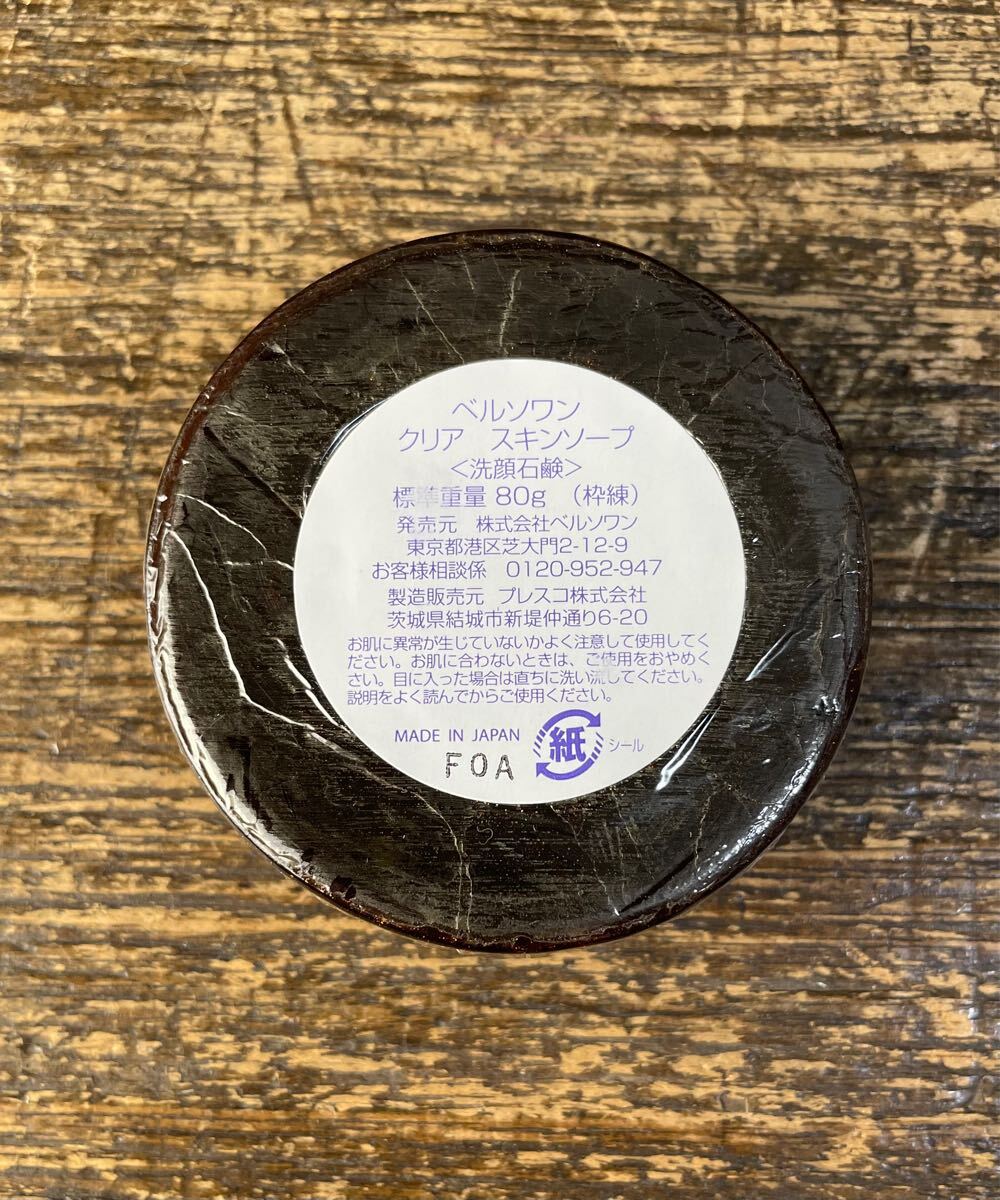 ベルソワン
クリア スキンソープ
<洗顔石鹸>
標準重量 80g (枠練)
発売元 株式会社ベルソワン
東京都港区芝大門2-12-9
お客様相談係 0120-952-947
製造販売元 プレスコ株式会社
茨城県結城市新堤仲通り6-20
お肌に異常が生じていないかよく注意して使用してく
ださい。お肌に合わないときは、ご使用をおやめく
さい。目に入った場合は直ちに洗い流してください。
説明をよく読んでからご使用ください。
MADE IN JAPAN
紙
シール
FOA